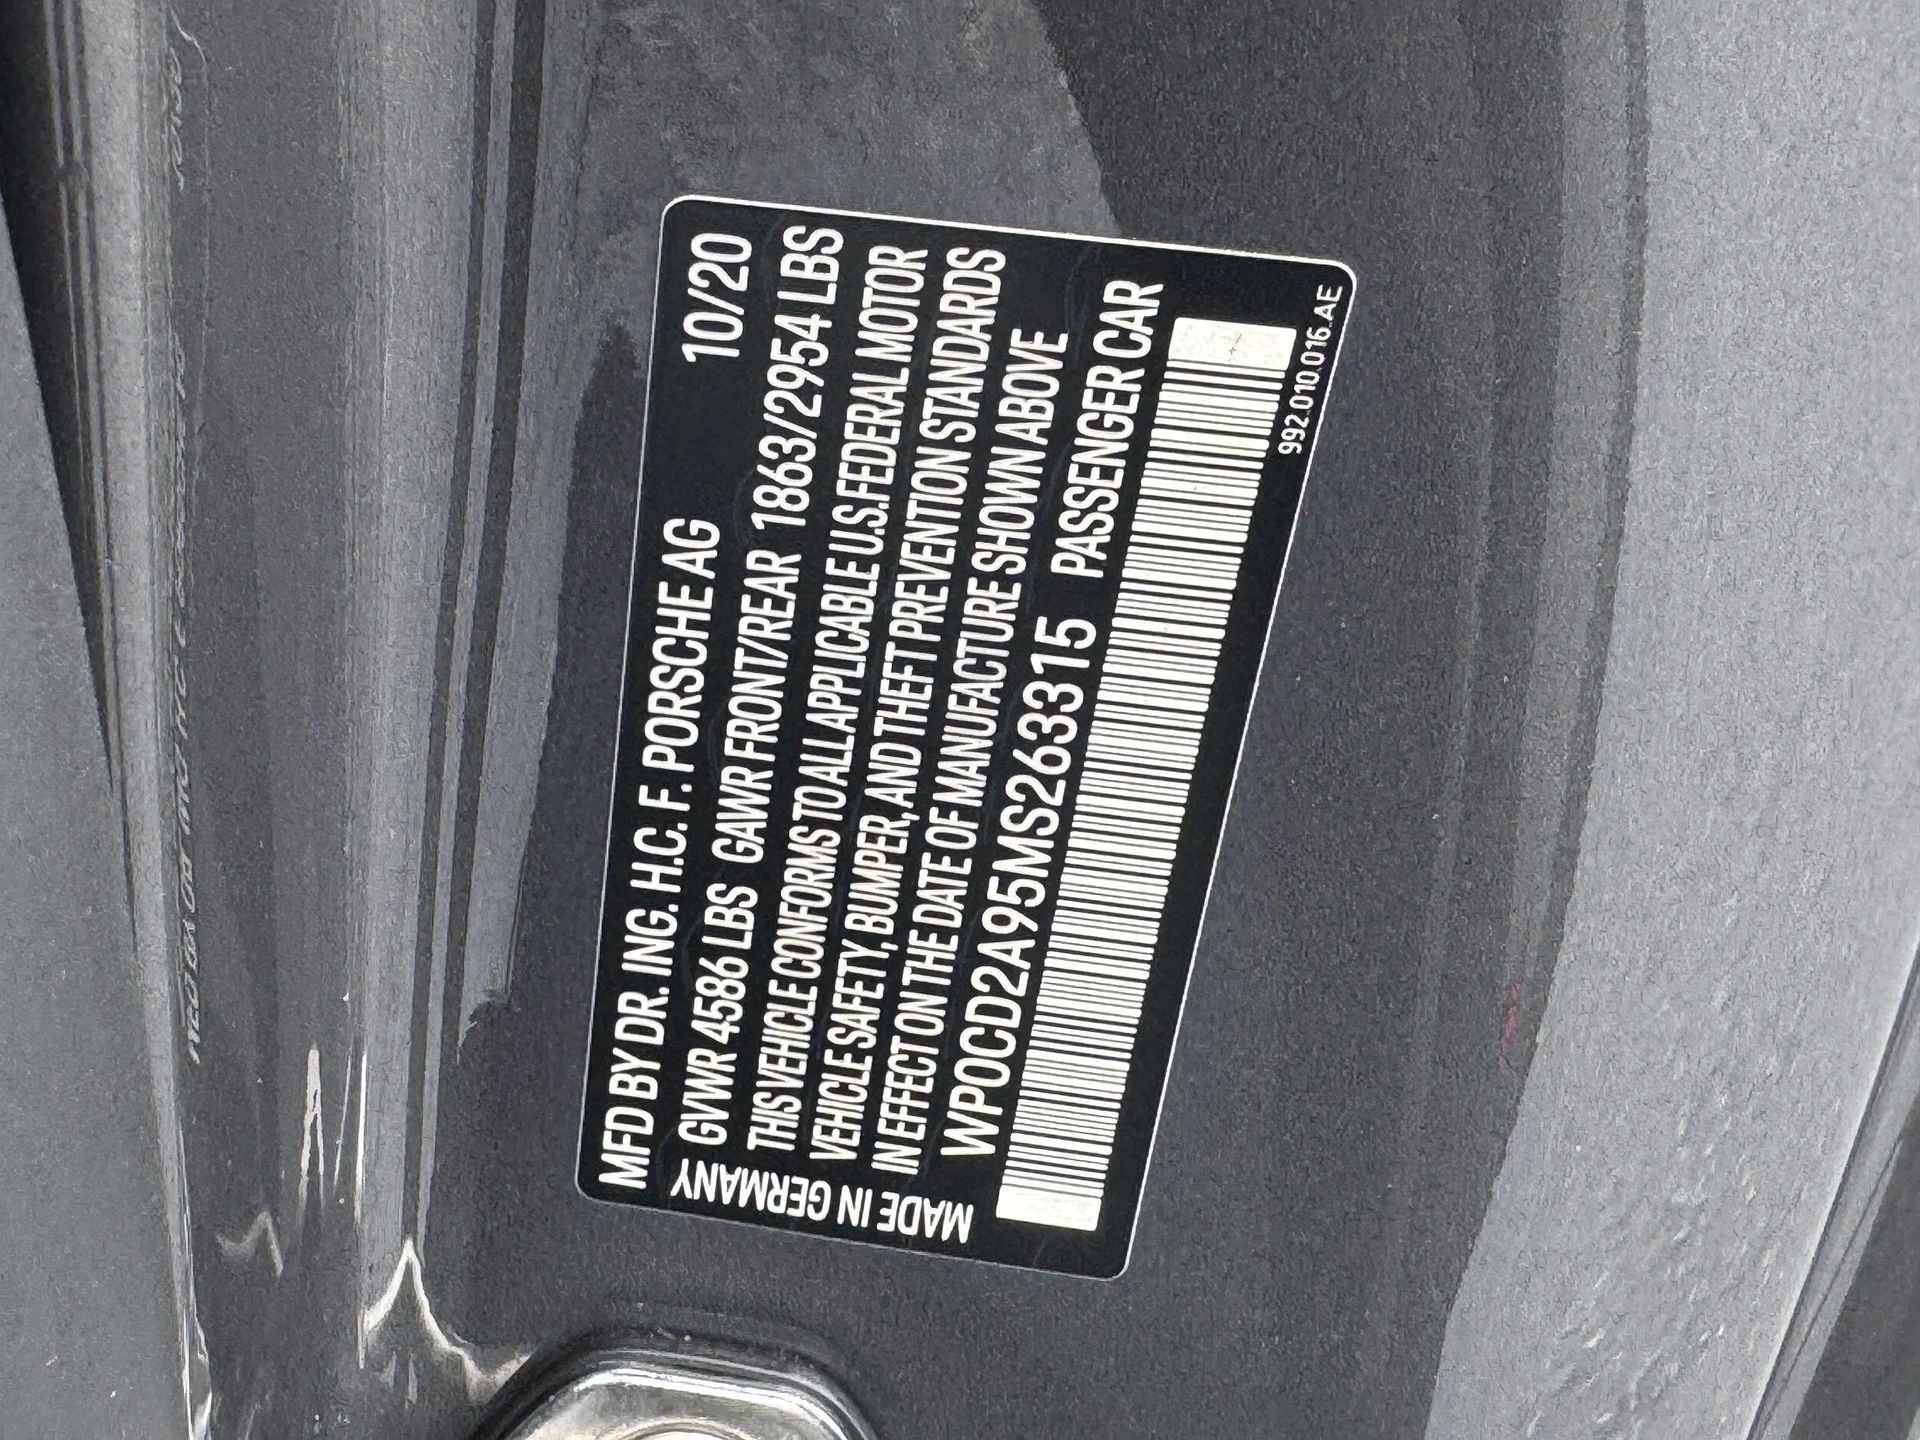 MFD BY DR. ING. H.C. F. PORSCHE AG 10/20
GVWR 4586 LBS GAWR FRONT/REAR 1863/2954 LBS
THIS VEHICLE CONFORMS TO ALL APPLICABLE U.S. FEDERAL MOTOR
VEHICLE SAFETY, BUMPER, AND THEFT PREVENTION STANDARDS
IN EFFECT ON THE DATE OF MANUFACTURE SHOWN ABOVE
WP0CD2A95MS263315 PASSENGER CAR
MADE IN GERMANY
992.010.016.AE